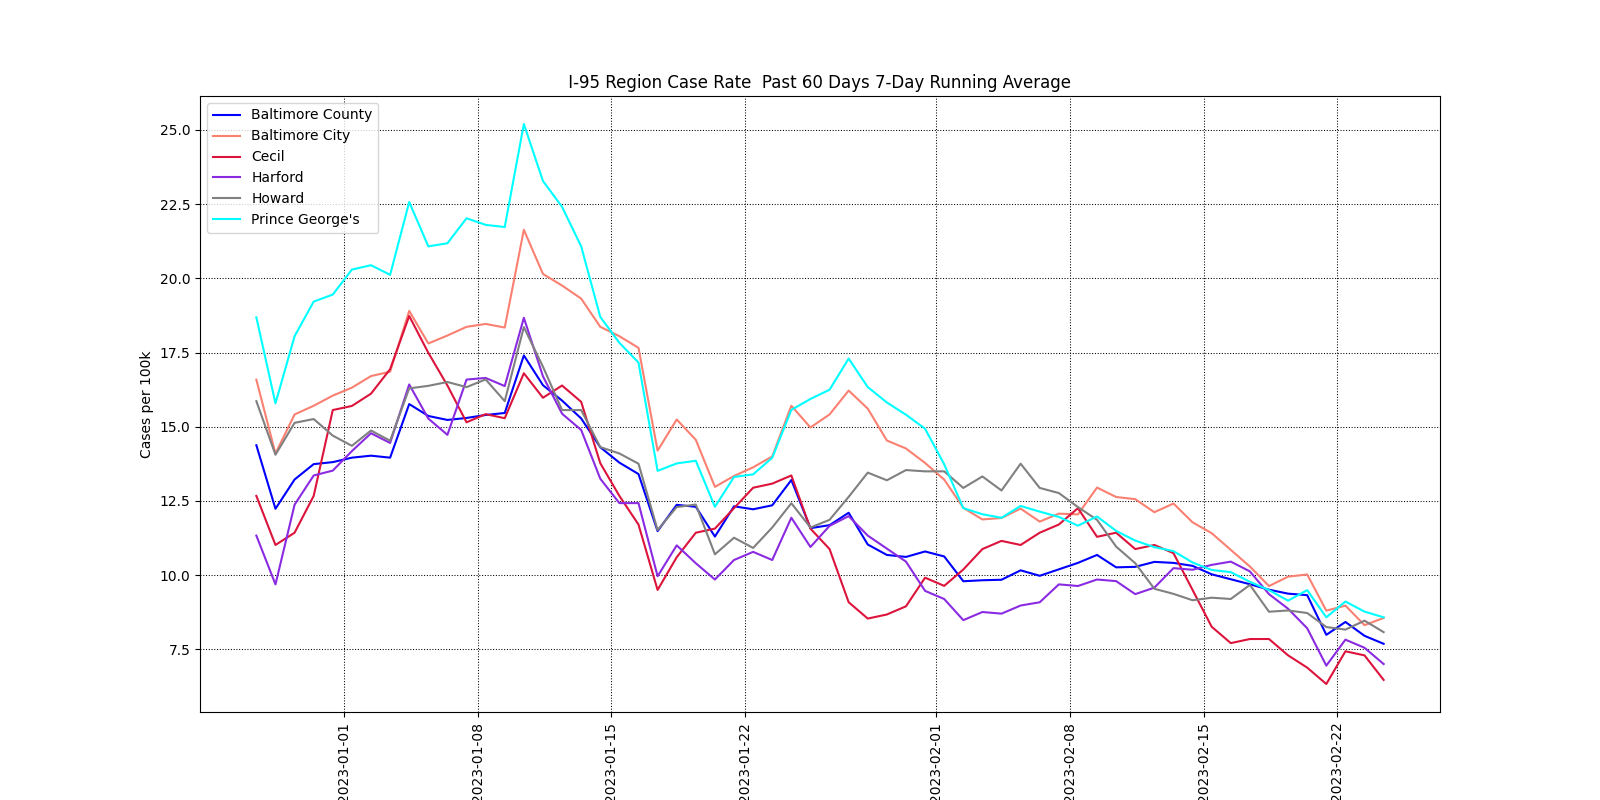 I-95 Region Case Rate  Past 60 Days 7-Day Running Average
Baltimore County
Baltimore City
Cecil
Harford
Howard
Prince George's
Cases per 100k
25.0
22.5
20.0
17.5
15.0
12.5
10.0
7.5
2023-01-01
2023-01-08
2023-01-15
2023-01-22
2023-02-01
2023-02-08
2023-02-15
2023-02-22